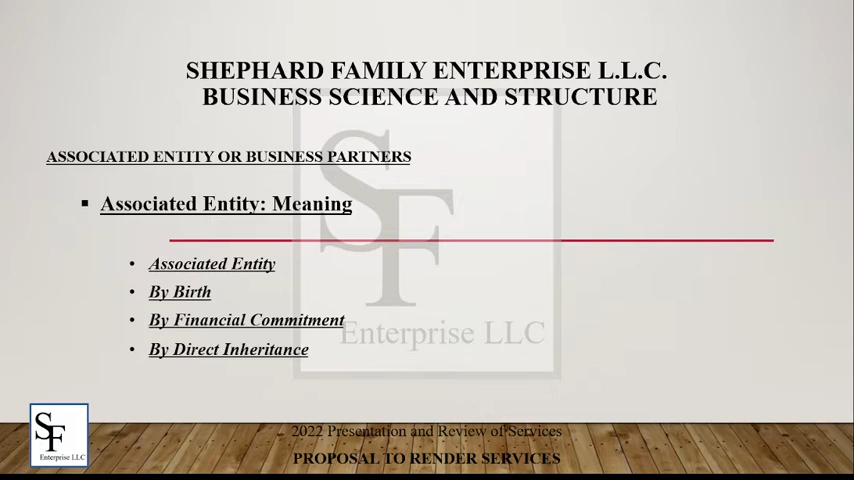 SHEPHARD FAMILY ENTERPRISE L.L.C.
BUSINESS SCIENCE AND STRUCTURE
ASSOCIATED ENTITY OR BUSINESS PARTNERS
▪ Associated Entity: Meaning
• Associated Entity
• By Birth
• By Financial Commitment
• By Direct Inheritance
SF
Enterprise LLC
SF
Enterprise LLC
2022 Presentation and Review of Services
PROPOSAL TO RENDER SERVICES